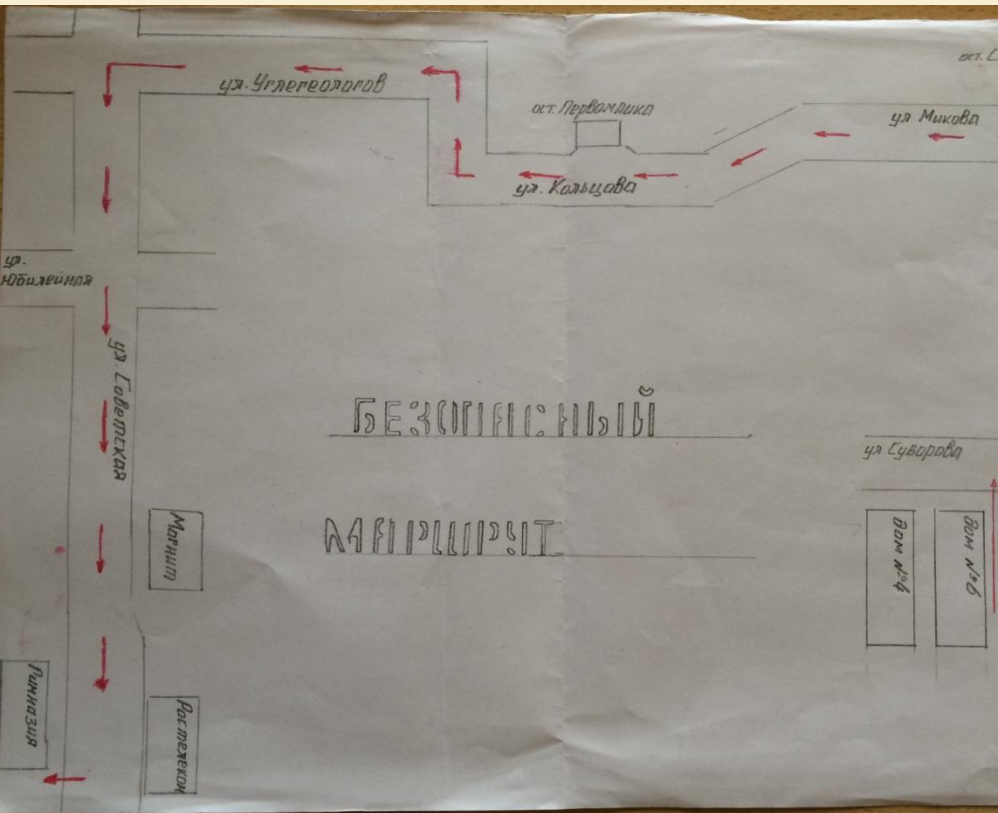 ост.
ул. Углегеологов
ост. Первомайка
ул Микова
ул. Кольцова
ул.
Юбилейная
ул. Советская
БЕЗОПАСНЫЙ
ул Суворова
МАРШРУТ
Магнит
дом №4
дом №6
Гимназия
Ростелеком